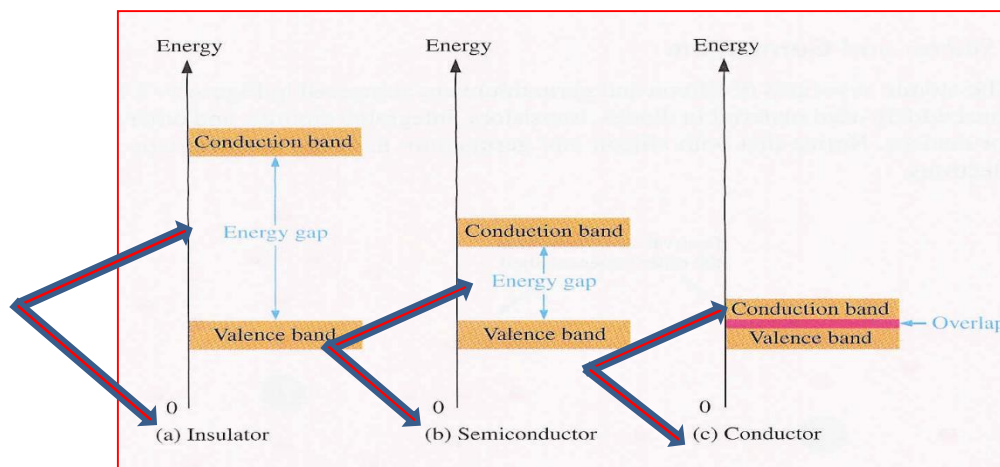 Energy
Conduction band
Energy gap
Valence band
0
(a) Insulator
Energy
Conduction band
Energy gap
Valence band
0
(b) Semiconductor
Energy
Conduction band
Valence band
Overlap
0
(c) Conductor